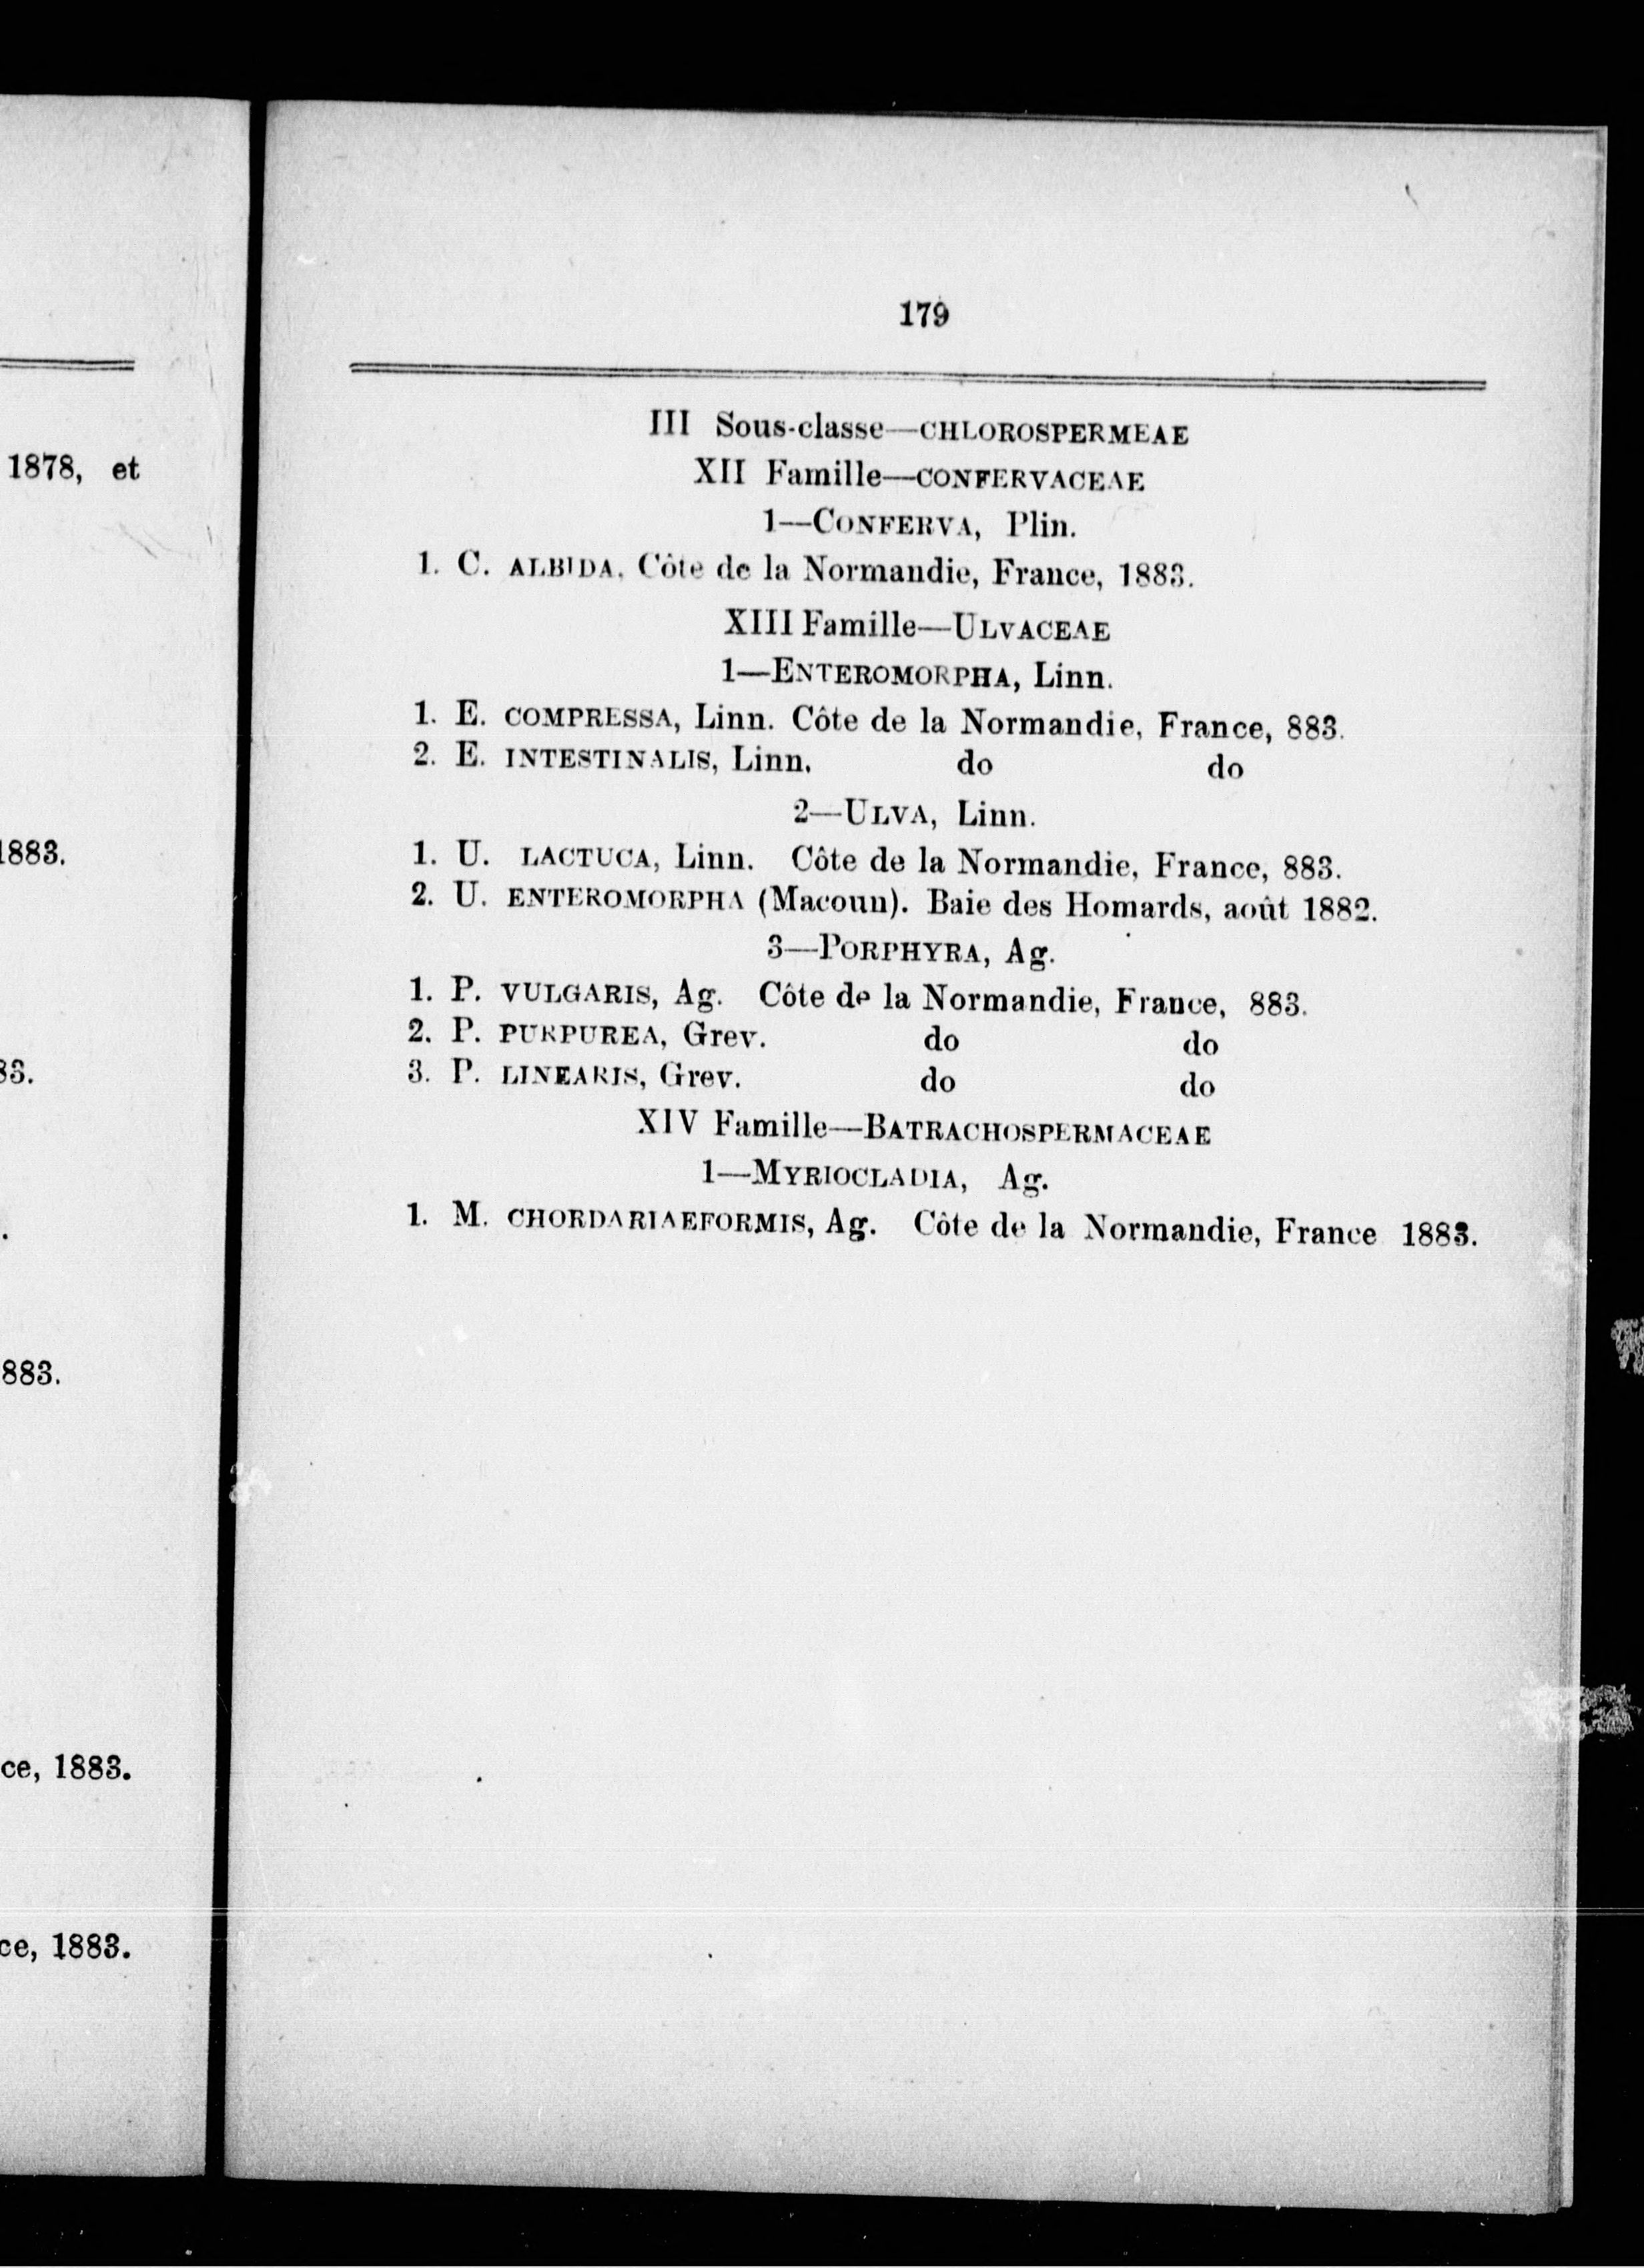 1878, et
1883.
83.
.
883.
ce, 1883.
ce, 1883.
179
III Sous-classe—CHLOROSPERMEAE
XII Famille—CONFERVACEAE
1—CONFERVA, Plin.
1. C. ALBIDA. Côte de la Normandie, France, 1883.
XIII Famille—ULVACEAE
1—ENTEROMORPHA, Linn.
1. E. COMPRESSA, Linn. Côte de la Normandie, France, 883.
2. E. INTESTINALIS, Linn. do do
2—ULVA, Linn.
1. U. LACTUCA, Linn. Côte de la Normandie, France, 883.
2. U. ENTEROMORPHA (Macoun). Baie des Homards, août 1882.
3—PORPHYRA, Ag.
1. P. VULGARIS, Ag. Côte de la Normandie, France, 883.
2. P. PURPUREA, Grev. do do
3. P. LINEARIS, Grev. do do
XIV Famille—BATRACHOSPERMACEAE
1—MYRIOCLADIA, Ag.
1. M. CHORDARIAEFORMIS, Ag. Côte de la Normandie, France 1883.